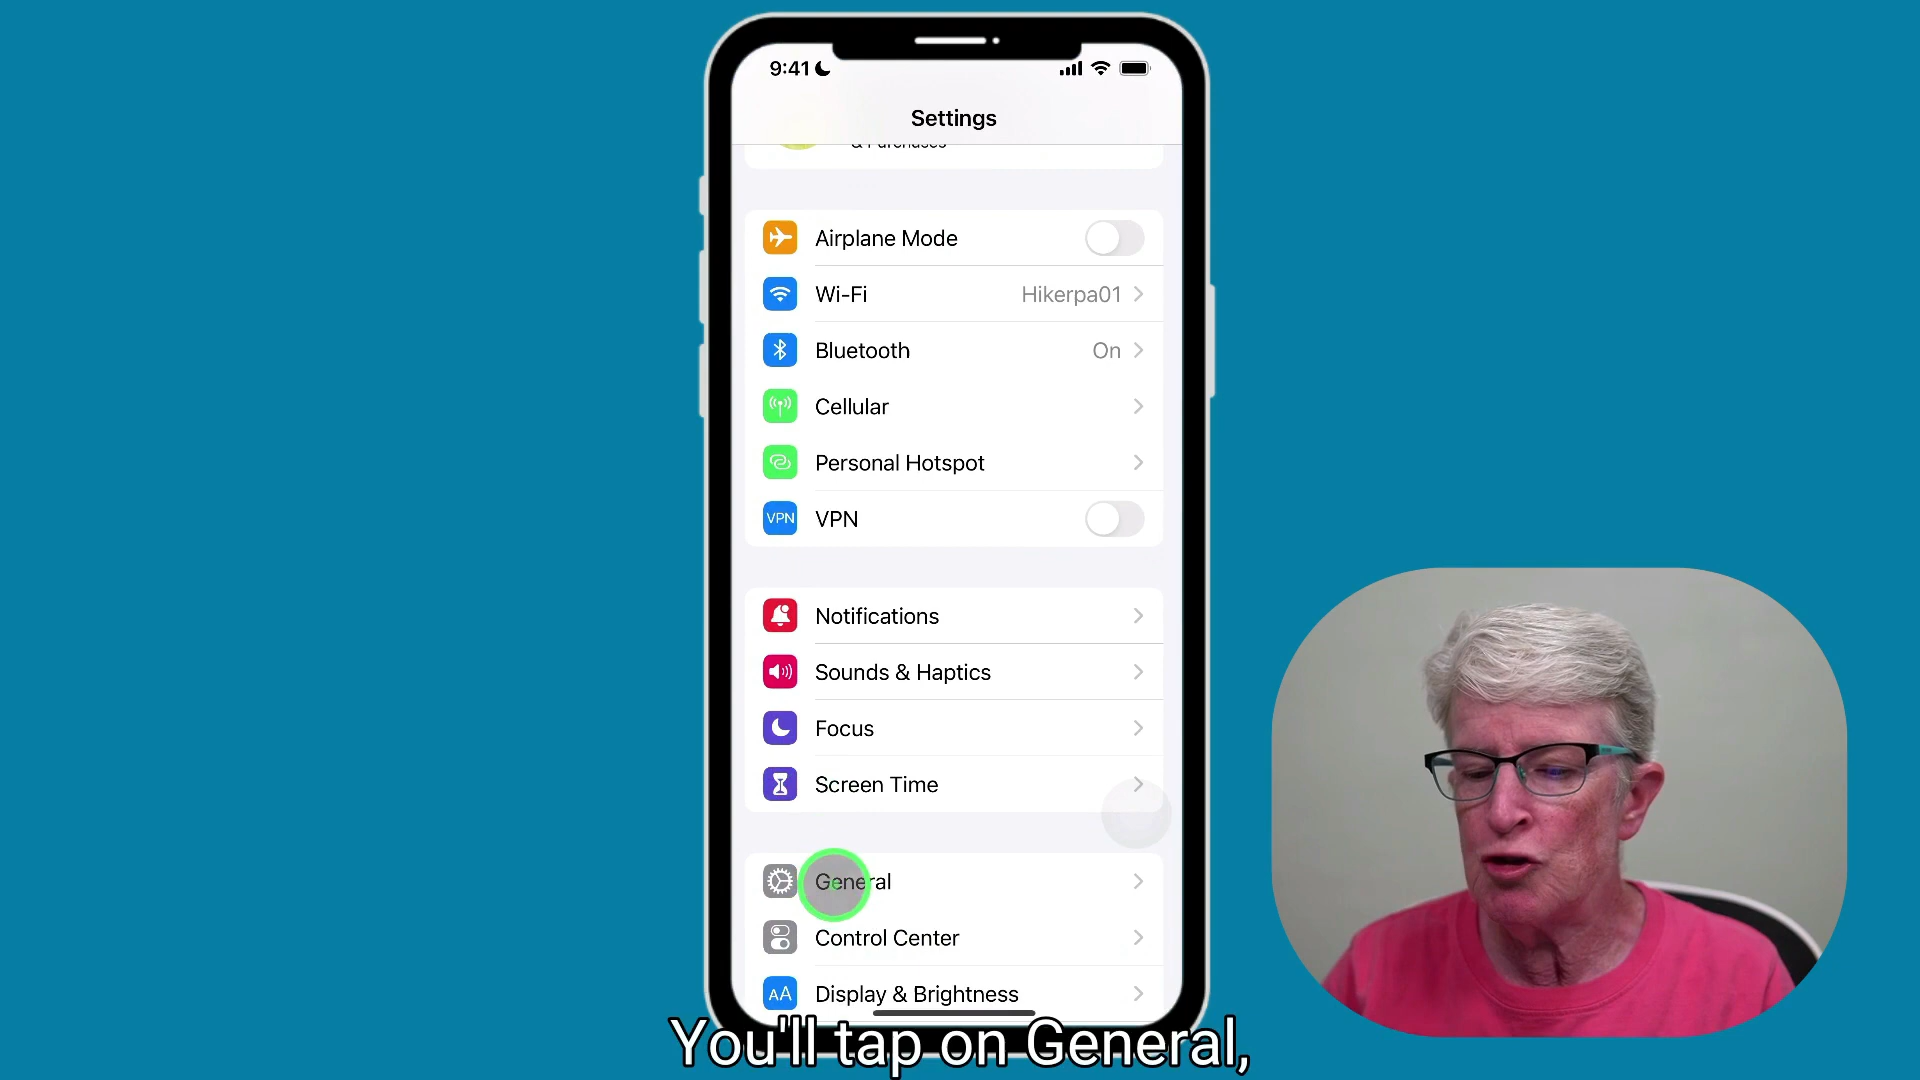 9:41
Settings
& Purchases
Airplane Mode
Wi-Fi Hikerpa01
Bluetooth On
Cellular
Personal Hotspot
VPN VPN
Notifications
Sounds & Haptics
Focus
Screen Time
General
Control Center
AA Display & Brightness
You'll tap on General,